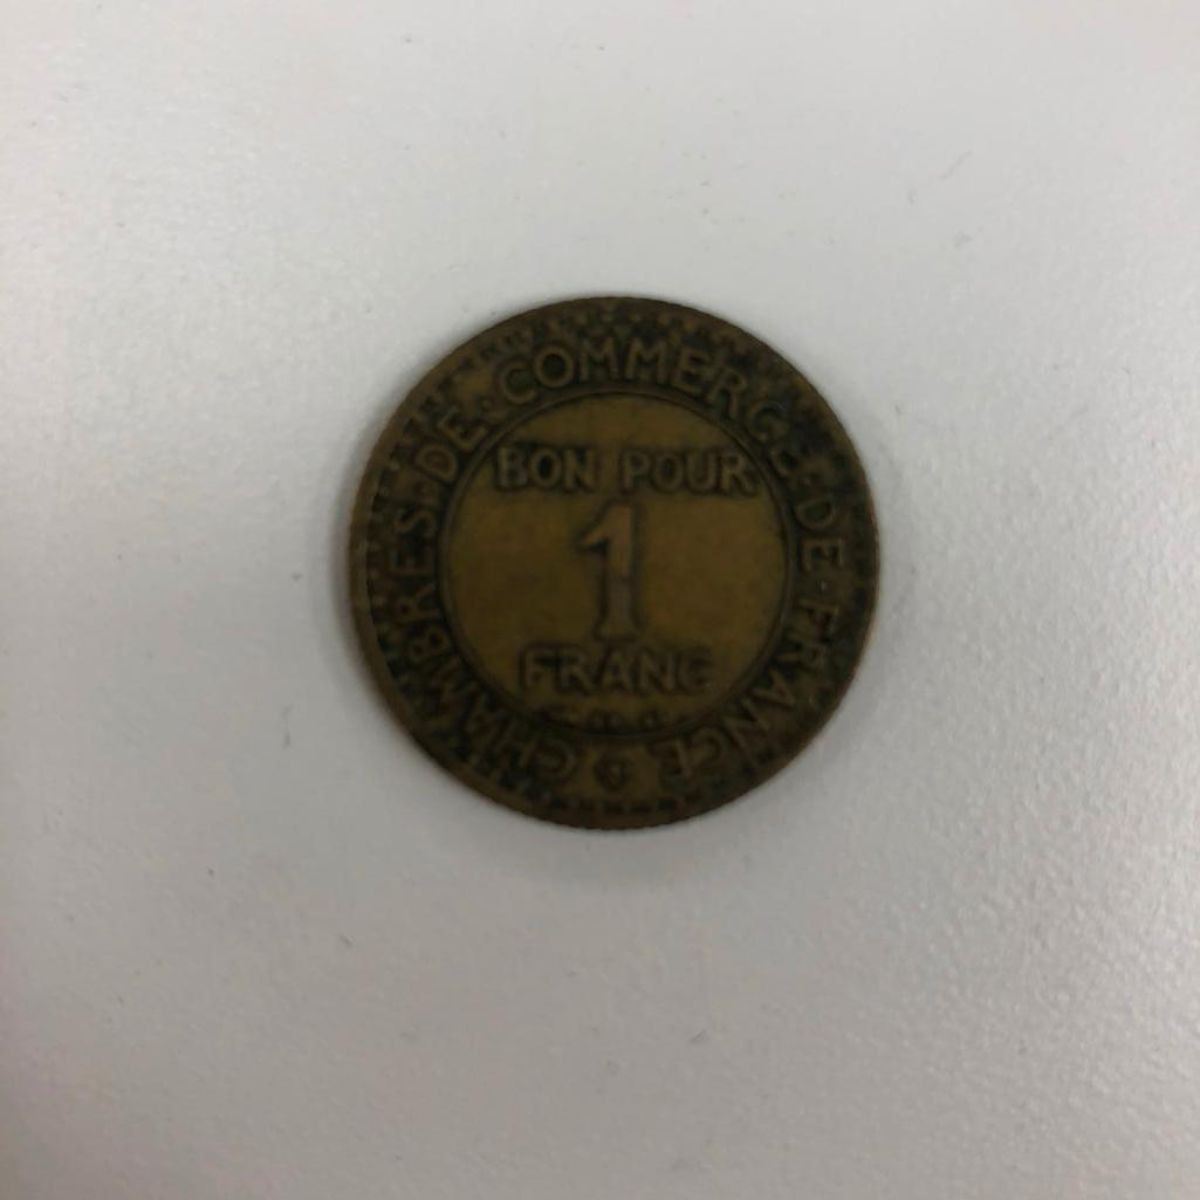 CHAMBRES·DE·COMMERCE·DE·FRANCE
BON POUR
1
FRANC